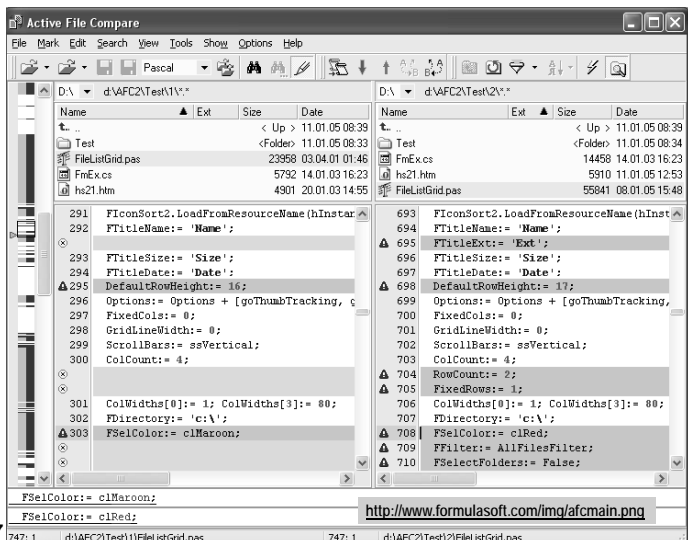 Active File Compare
File Mark Edit Search View Tools Show Options Help
Pascal
D:\ d:\AFC2\Test\1\*.*
Name Ext Size Date
.. < Up > 11.01.05 08:39
Test <Folder> 11.01.05 08:33
FileListGrid.pas 23958 03.04.01 01:46
FmEx.cs 5792 14.01.03 16:23
hs21.htm 4901 20.01.03 14:55
D:\ d:\AFC2\Test\2\*.*
Name Ext Size Date
.. < Up > 11.01.05 08:39
Test <Folder> 11.01.05 08:34
FmEx.cs 14458 14.01.03 16:23
hs21.htm 5910 11.01.05 12:53
FileListGrid.pas 55841 08.01.05 15:48
291 FIconSort2.LoadFromResourceName(hInstan
292 FTitleName:= 'Name';
293 FTitleSize:= 'Size';
294 FTitleDate:= 'Date';
295 DefaultRowHeight:= 16;
296 Options:= Options + [goThumbTracking, g
297 FixedCols:= 0;
298 GridLineWidth:= 0;
299 ScrollBars:= ssVertical;
300 ColCount:= 4;
301 ColWidths[0]:= 1; ColWidths[3]:= 80;
302 FDirectory:= 'c:\';
303 FSelColor:= clMaroon;
693 FIconSort2.LoadFromResourceName(hInst
694 FTitleName:= 'Name';
695 FTitleExt:= 'Ext';
696 FTitleSize:= 'Size';
697 FTitleDate:= 'Date';
698 DefaultRowHeight:= 17;
699 Options:= Options + [goThumbTracking,
700 FixedCols:= 0;
701 GridLineWidth:= 0;
702 ScrollBars:= ssVertical;
703 ColCount:= 4;
704 RowCount:= 2;
705 FixedRows:= 1;
706 ColWidths[0]:= 1; ColWidths[3]:= 80;
707 FDirectory:= 'c:\';
708 FSelColor:= clRed;
709 FFilter:= AllFilesFilter;
710 FSelectFolders:= False;
FSelColor:= clMaroon;
FSelColor:= clRed;
http://www.formulasoft.com/img/afcmain.png
747: 1 d:\AFC2\Test\1\FileListGrid.pas 747: 1 d:\AFC2\Test\2\FileListGrid.pas